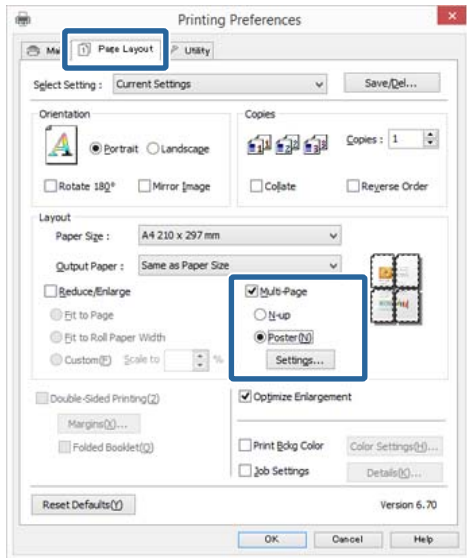 Printing Preferences
Ma
Page Layout
Utility
Select Setting : Current Settings Save/Del...
Orientation
Portrait Landscape
Rotate 180° Mirror Image
Copies
Copies : 1
Collate Reverse Order
Layout
Paper Size : A4 210 x 297 mm
Output Paper : Same as Paper Size
Reduce/Enlarge
Fit to Page
Fit to Roll Paper Width
Custom(F) Scale to %
Multi-Page
N-up
Poster(N)
Settings...
Double-Sided Printing(2)
Margins(X)...
Folded Booklet(Q)
Optimize Enlargement
Print Bckg Color Color Settings(H)...
Job Settings Details(K)...
Reset Defaults(Y) Version 6.70
OK Cancel Help